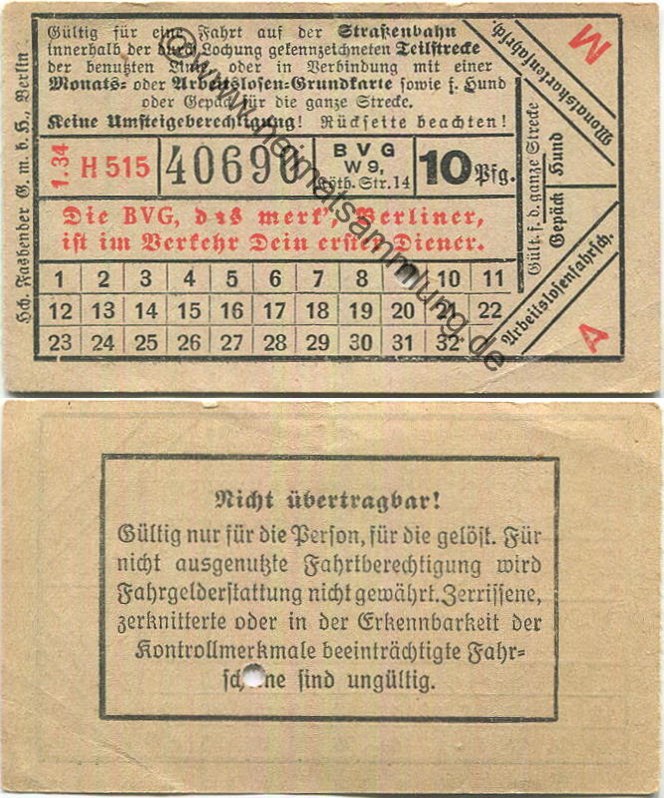 Gültig für eine Fahrt auf der Straßenbahn
innerhalb der durch Lochung gekennzeichneten Teilstrecke
der benutzten Linie oder in Verbindung mit einer
Monats- oder Arbeitslosen-Grundkarte sowie f. Hund
oder Gepäck für die ganze Strecke.
Keine Umsteigeberechtigung! Rückseite beachten!
Hch. Fasbender G. m. b. H., Berlin
1.34 H 515 40690
B V G
W 9,
Köth. Str. 14
10 Pfg.
Die BVG, das merk', Berliner,
ist im Verkehr Dein erster Diener.
1 2 3 4 5 6 7 8 10 11
12 13 14 15 16 17 18 19 20 21 22
23 24 25 26 27 28 29 30 31 32
M
Monatskartenfahrsch.
Gült. f. d. ganze Strecke
Gepäck Hund
Arbeitslosenfahrsch.
A
© www.heimatsammlung.de
Nicht übertragbar!
Gültig nur für die Person, für die gelöst. Für
nicht ausgenutzte Fahrtberechtigung wird
Fahrgelderstattung nicht gewährt. Zerrissene,
zerknitterte oder in der Erkennbarkeit der
Kontrollmerkmale beeinträchtigte Fahr-
scheine sind ungültig.